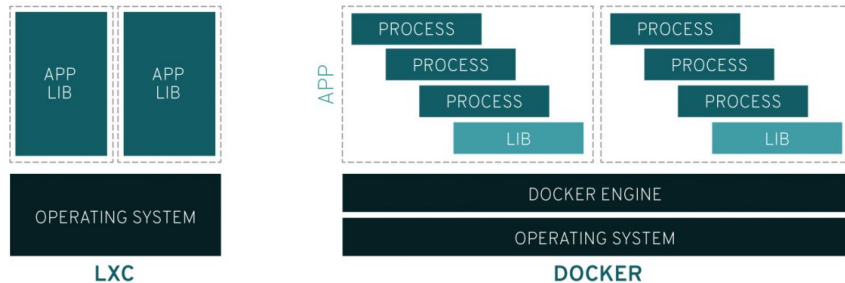 APP
LIB
APP
LIB
OPERATING SYSTEM
LXC
APP
PROCESS
PROCESS
PROCESS
LIB
PROCESS
PROCESS
PROCESS
LIB
DOCKER ENGINE
OPERATING SYSTEM
DOCKER